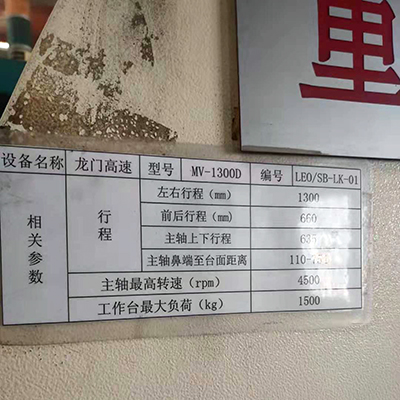 里
设备名称 龙门高速 型号 MV-1300D 编号 LEO/SB-LK-01
相关参数 行程 左右行程（mm） 1300
前后行程（mm） 660
主轴上下行程 635
主轴鼻端至台面距离
主轴最高转速（rpm） 4500
工作台最大负荷（kg） 1500